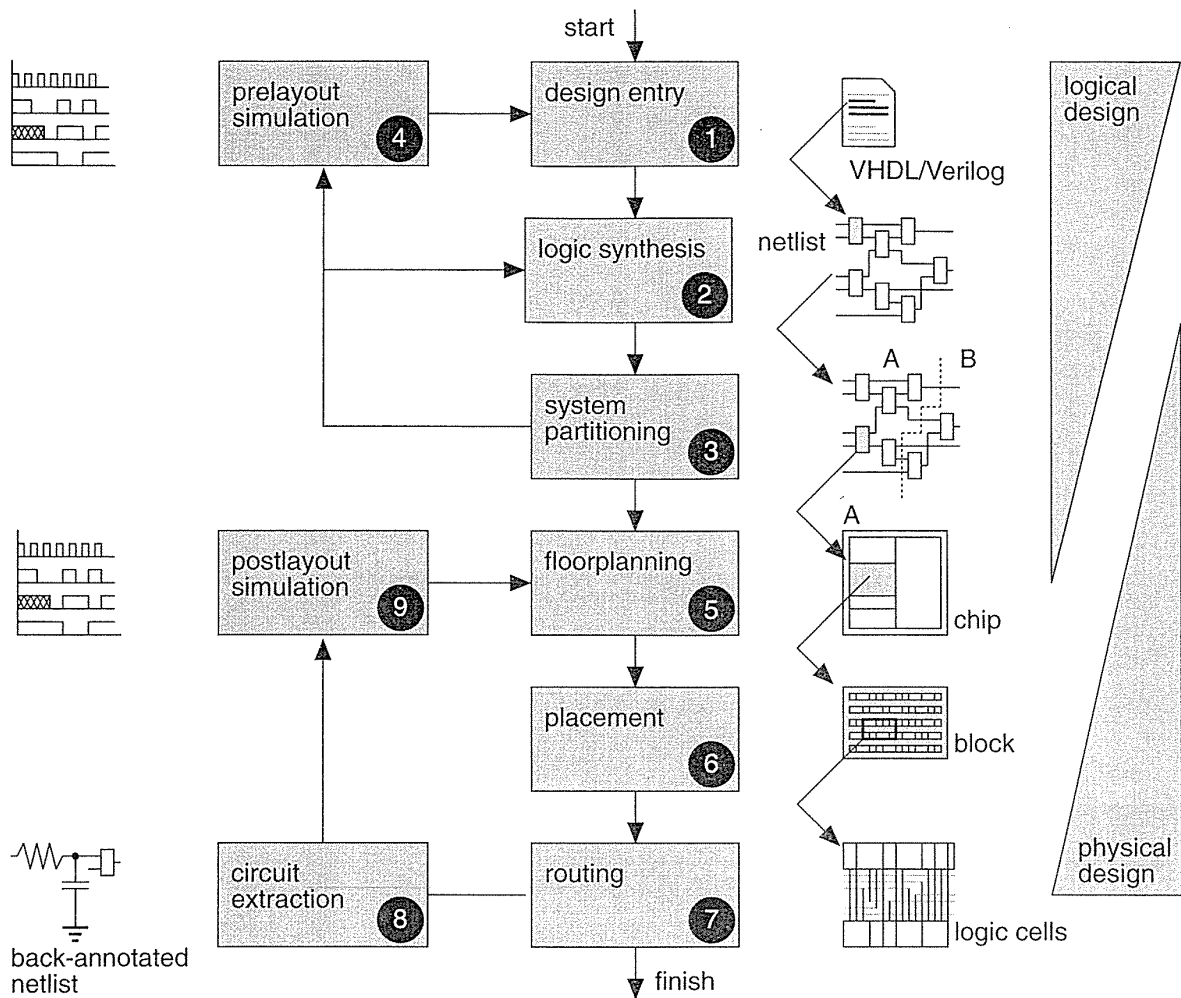 start
prelayout
simulation
4
design entry
1
VHDL/Verilog
logical
design
logic synthesis
2
netlist
system
partitioning
3
A
B
postlayout
simulation
9
floorplanning
5
A
chip
placement
6
block
circuit
extraction
8
routing
7
logic cells
physical
design
back-annotated
netlist
finish